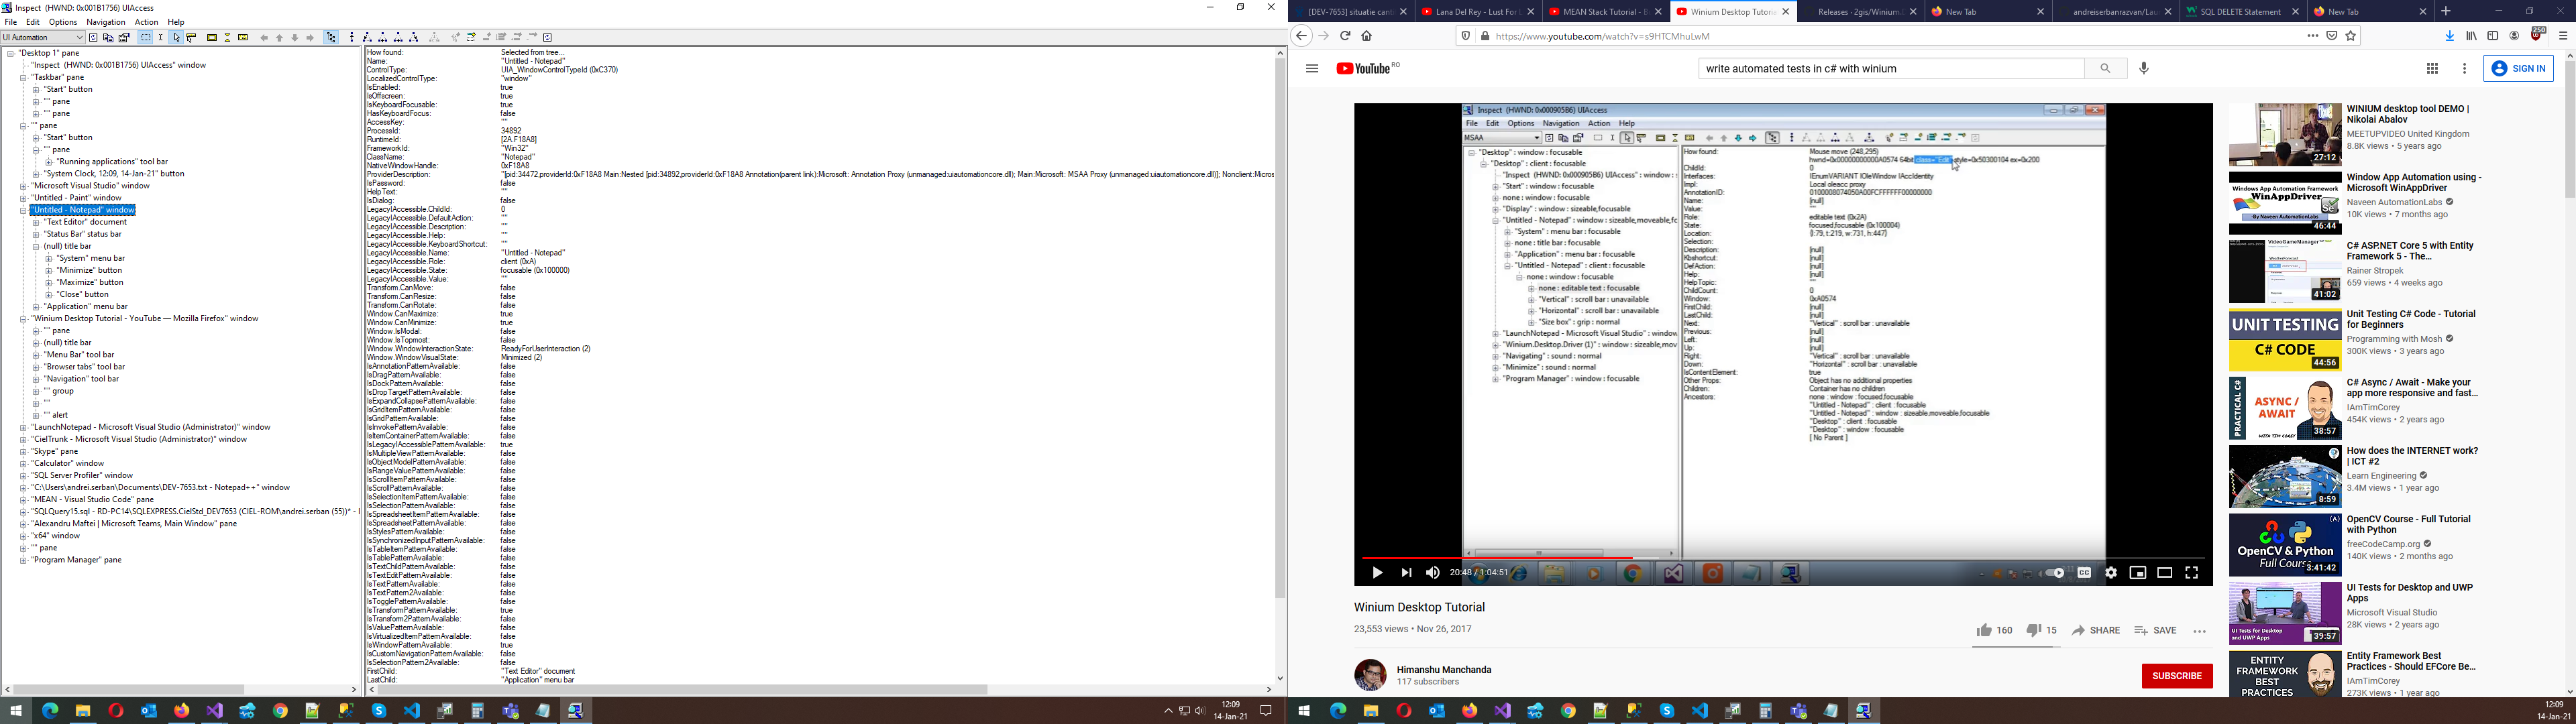 Inspect (HWND: 0x001B1756) UIAccess
File Edit Options Navigation Action Help
UI Automation
"Desktop 1" pane
"Inspect (HWND: 0x001B1756) UIAccess" window
"Taskbar" pane
"Start" button
"" pane
"" pane
"" pane
"Start" button
"" pane
"Running applications" tool bar
"System Clock, 12:09, 14-Jan-21" button
"Microsoft Visual Studio" window
"Untitled - Paint" window
"Untitled - Notepad" window
"Text Editor" document
"Status Bar" status bar
(null) title bar
"System" menu bar
"Minimize" button
"Maximize" button
"Close" button
"Application" menu bar
"Winium Desktop Tutorial - YouTube — Mozilla Firefox" window
"" pane
(null) title bar
"Menu Bar" tool bar
"Browser tabs" tool bar
"Navigation" tool bar
"" group
""
"" alert
"LaunchNotepad - Microsoft Visual Studio (Administrator)" window
"CielTrunk - Microsoft Visual Studio (Administrator)" window
"Skype" pane
"Calculator" window
"SQL Server Profiler" window
"C:\Users\andrei.serban\Documents\DEV-7653.txt - Notepad++" window
"MEAN - Visual Studio Code" pane
"SQLQuery15.sql - RD-PC14\SQLEXPRESS.CielStd_DEV7653 (CIEL-ROM\andrei.serban (55))* -
"Alexandru Maftei | Microsoft Teams, Main Window" pane
"x64" window
"" pane
"Program Manager" pane
How found: Selected from tree...
Name: "Untitled - Notepad"
ControlType: UIA_WindowControlTypeId (0xC370)
LocalizedControlType: "window"
IsEnabled: true
IsOffscreen: true
IsKeyboardFocusable: true
HasKeyboardFocus: false
AccessKey: ""
ProcessId: 34892
RuntimeId: [2A.F18A8]
FrameworkId: "Win32"
ClassName: "Notepad"
NativeWindowHandle: 0xF18A8
ProviderDescription: "[pid:34472,providerId:0xF18A8 Main:Nested [pid:34892,providerId:0xF18A8 Annotation(parent link):Microsoft: Annotation Proxy (unmanaged:uiautomationcore.dll); Main:Microsoft: MSAA Proxy (unmanaged:uiautomationcore.dll)]; Nonclient:Micros
IsPassword: false
HelpText: ""
IsDialog: false
LegacyIAccessible.ChildId: 0
LegacyIAccessible.DefaultAction: ""
LegacyIAccessible.Description: ""
LegacyIAccessible.Help: ""
LegacyIAccessible.KeyboardShortcut: ""
LegacyIAccessible.Name: "Untitled - Notepad"
LegacyIAccessible.Role: client (0xA)
LegacyIAccessible.State: focusable (0x100000)
LegacyIAccessible.Value: ""
Transform.CanMove: false
Transform.CanResize: false
Transform.CanRotate: false
Window.CanMaximize: true
Window.CanMinimize: true
Window.IsModal: false
Window.IsTopmost: false
Window.WindowInteractionState: ReadyForUserInteraction (2)
Window.WindowVisualState: Minimized (2)
IsAnnotationPatternAvailable: false
IsDragPatternAvailable: false
IsDockPatternAvailable: false
IsDropTargetPatternAvailable: false
IsExpandCollapsePatternAvailable: false
IsGridItemPatternAvailable: false
IsGridPatternAvailable: false
IsInvokePatternAvailable: false
IsItemContainerPatternAvailable: false
IsLegacyIAccessiblePatternAvailable: true
IsMultipleViewPatternAvailable: false
IsObjectModelPatternAvailable: false
IsRangeValuePatternAvailable: false
IsScrollItemPatternAvailable: false
IsScrollPatternAvailable: false
IsSelectionItemPatternAvailable: false
IsSelectionPatternAvailable: false
IsSpreadsheetItemPatternAvailable: false
IsSpreadsheetPatternAvailable: false
IsStylesPatternAvailable: false
IsSynchronizedInputPatternAvailable: false
IsTableItemPatternAvailable: false
IsTablePatternAvailable: false
IsTextChildPatternAvailable: false
IsTextEditPatternAvailable: false
IsTextPatternAvailable: false
IsTextPattern2Available: false
IsTogglePatternAvailable: false
IsTransformPatternAvailable: true
IsTransform2PatternAvailable: false
IsValuePatternAvailable: false
IsVirtualizedItemPatternAvailable: false
IsWindowPatternAvailable: true
IsCustomNavigationPatternAvailable: false
IsSelectionPattern2Available: false
FirstChild: "Text Editor" document
LastChild: "Application" menu bar
12:09
14-Jan-21
[DEV-7653] situatie
Lana Del Rey - Lust For
MEAN Stack Tutorial -
Winium Desktop Tutoria
Releases · 2gis/Winium.
New Tab
andreiserbanrazvan/Lau
SQL DELETE Statement
New Tab
https://www.youtube.com/watch?v=s9HTCMhuLwM
250
YouTube RO
write automated tests in c# with winium
SIGN IN
Inspect (HWND: 0x000905B6) UIAccess
File Edit Options Navigation Action Help
MSAA
"Desktop" : window : focusable
"Desktop" : client : focusable
"Inspect (HWND: 0x000905B6) UIAccess" : window :
"Start" : window : focusable
none : window : focusable
"Display" : window : sizeable,focusable
"Untitled - Notepad" : window : sizeable,moveable,fc
"System" : menu bar : focusable
none : title bar : focusable
"Application" : menu bar : focusable
"Untitled - Notepad" : client : focusable
none : window : focusable
none : editable text : focusable
"Vertical" : scroll bar : unavailable
"Horizontal" : scroll bar : unavailable
"Size box" : grip : normal
"LaunchNotepad - Microsoft Visual Studio" : window
"Winium.Desktop.Driver (1)" : window : sizeable,mov
"Navigating" : sound : normal
"Minimize" : sound : normal
"Program Manager" : window : focusable
How found: Mouse move (248,295)
hwnd=0x00000000000A0574 64bit class="Edit" style=0x50300104 ex=0x200
ChildId: 0
Interfaces: IEnumVARIANT IOleWindow IAccIdentity
Impl: Local oleacc proxy
AnnotationID: 0100008074050A00FCFFFFFF00000000
Name: [null]
Value: ""
Role: editable text (0x2A)
State: focused,focusable (0x100004)
Location: {l:79, t:219, w:731, h:447}
Selection:
Description: [null]
Kbshortcut: [null]
DefAction: [null]
Help: [null]
HelpTopic: ""
ChildCount: 0
Window: 0xA0574
FirstChild: [null]
LastChild: [null]
Next: "Vertical" : scroll bar : unavailable
Previous: [null]
Left: [null]
Up: [null]
Right: "Vertical" : scroll bar : unavailable
Down: "Horizontal" : scroll bar : unavailable
IsContentElement: true
Other Props: Object has no additional properties
Children: Container has no children
Ancestors: none : window : focused,focusable
"Untitled - Notepad" : client : focusable
"Untitled - Notepad" : window : sizeable,moveable,focusable
"Desktop" : client : focusable
"Desktop" : window : focusable
[ No Parent ]
20:48 / 1:04:51
CC
Winium Desktop Tutorial
23,553 views • Nov 26, 2017
160 15 SHARE SAVE
Himanshu Manchanda
117 subscribers
SUBSCRIBE
27:12
WINIUM desktop tool DEMO |
Nikolai Abalov
MEETUPVIDEO United Kingdom
8.8K views • 5 years ago
Windows App Automation Framework
WinAppDriver
-By Naveen AutomationLabs
46:44
Window App Automation using -
Microsoft WinAppDriver
Naveen AutomationLabs
10K views • 7 months ago
VideoGameManager
41:02
C# ASP.NET Core 5 with Entity
Framework 5 - The...
Rainer Stropek
659 views • 4 weeks ago
UNIT TESTING
C# CODE
44:56
Unit Testing C# Code - Tutorial
for Beginners
Programming with Mosh
300K views • 3 years ago
PRACTICAL C#
ASYNC /
AWAIT
WITH TIM COREY
38:57
C# Async / Await - Make your
app more responsive and fast...
IAmTimCorey
454K views • 2 years ago
8:59
How does the INTERNET work?
| ICT #2
Learn Engineering
3.4M views • 1 year ago
OpenCV & Python
Full Cours
3:41:42
OpenCV Course - Full Tutorial
with Python
freeCodeCamp.org
140K views • 2 months ago
UI Tests for Desktop
and UWP Apps
39:57
UI Tests for Desktop and UWP
Apps
Microsoft Visual Studio
28K views • 2 years ago
ENTITY
FRAMEWORK
BEST
PRACTICES
Entity Framework Best
Practices - Should EFCore Be...
IAmTimCorey
273K views • 1 year ago
12:09
14-Jan-21